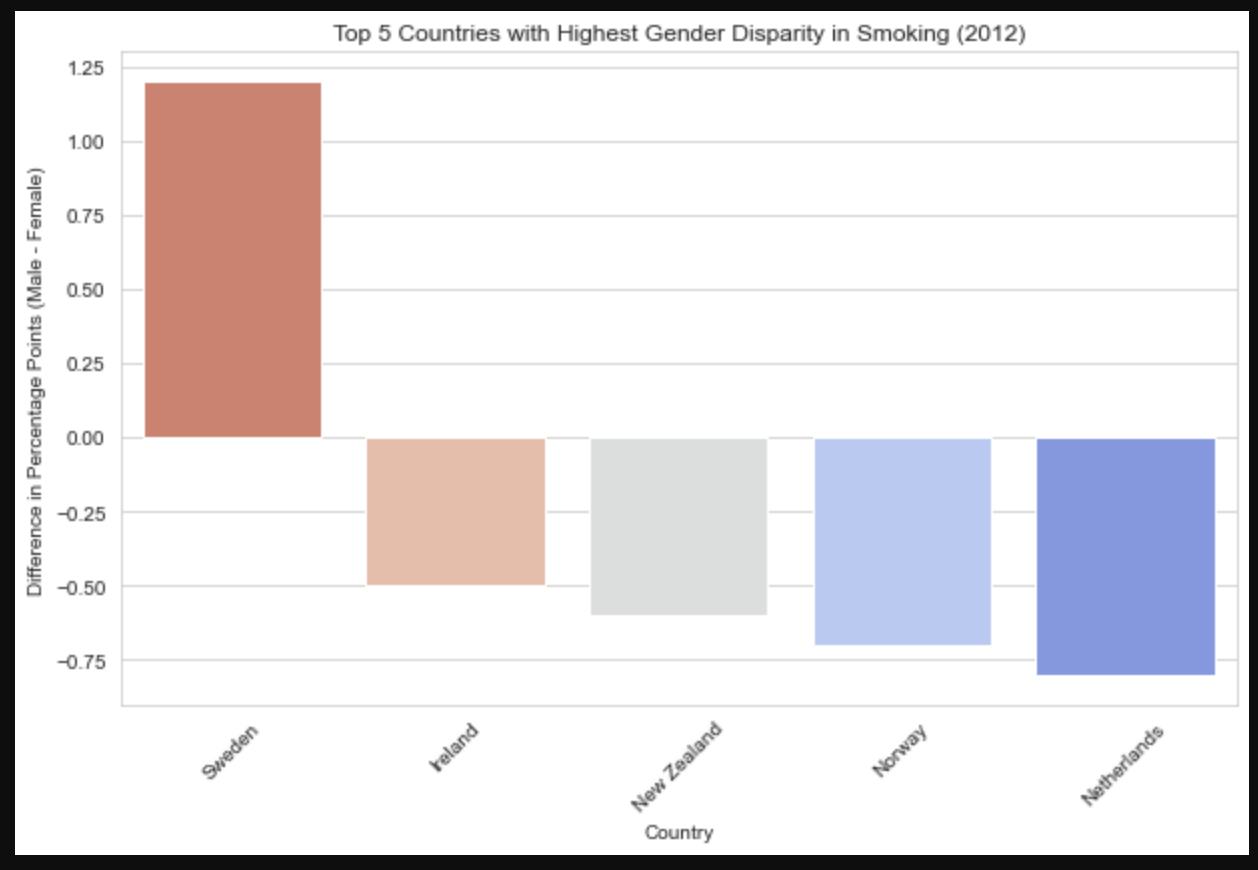 Top 5 Countries with Highest Gender Disparity in Smoking (2012)
Difference in Percentage Points (Male - Female)
1.25
1.00
0.75
0.50
0.25
0.00
−0.25
−0.50
−0.75
Sweden
Ireland
New Zealand
Norway
Netherlands
Country